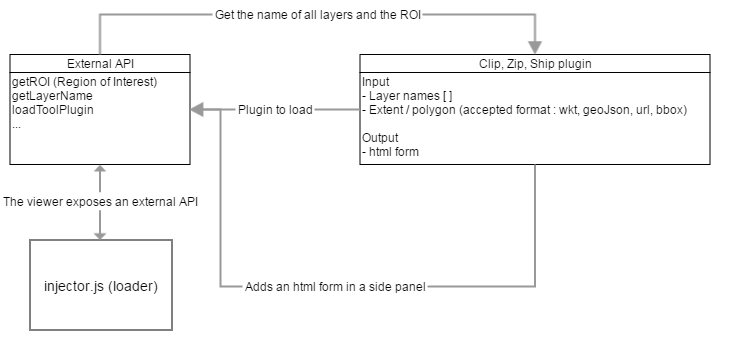 Get the name of all layers and the ROI
External API
getROI (Region of Interest)
getLayerName
loadToolPlugin
...
Clip, Zip, Ship plugin
Input
- Layer names [ ]
- Extent / polygon (accepted format : wkt, geoJson, url, bbox)
Output
- html form
Plugin to load
The viewer exposes an external API
injector.js (loader)
Adds an html form in a side panel